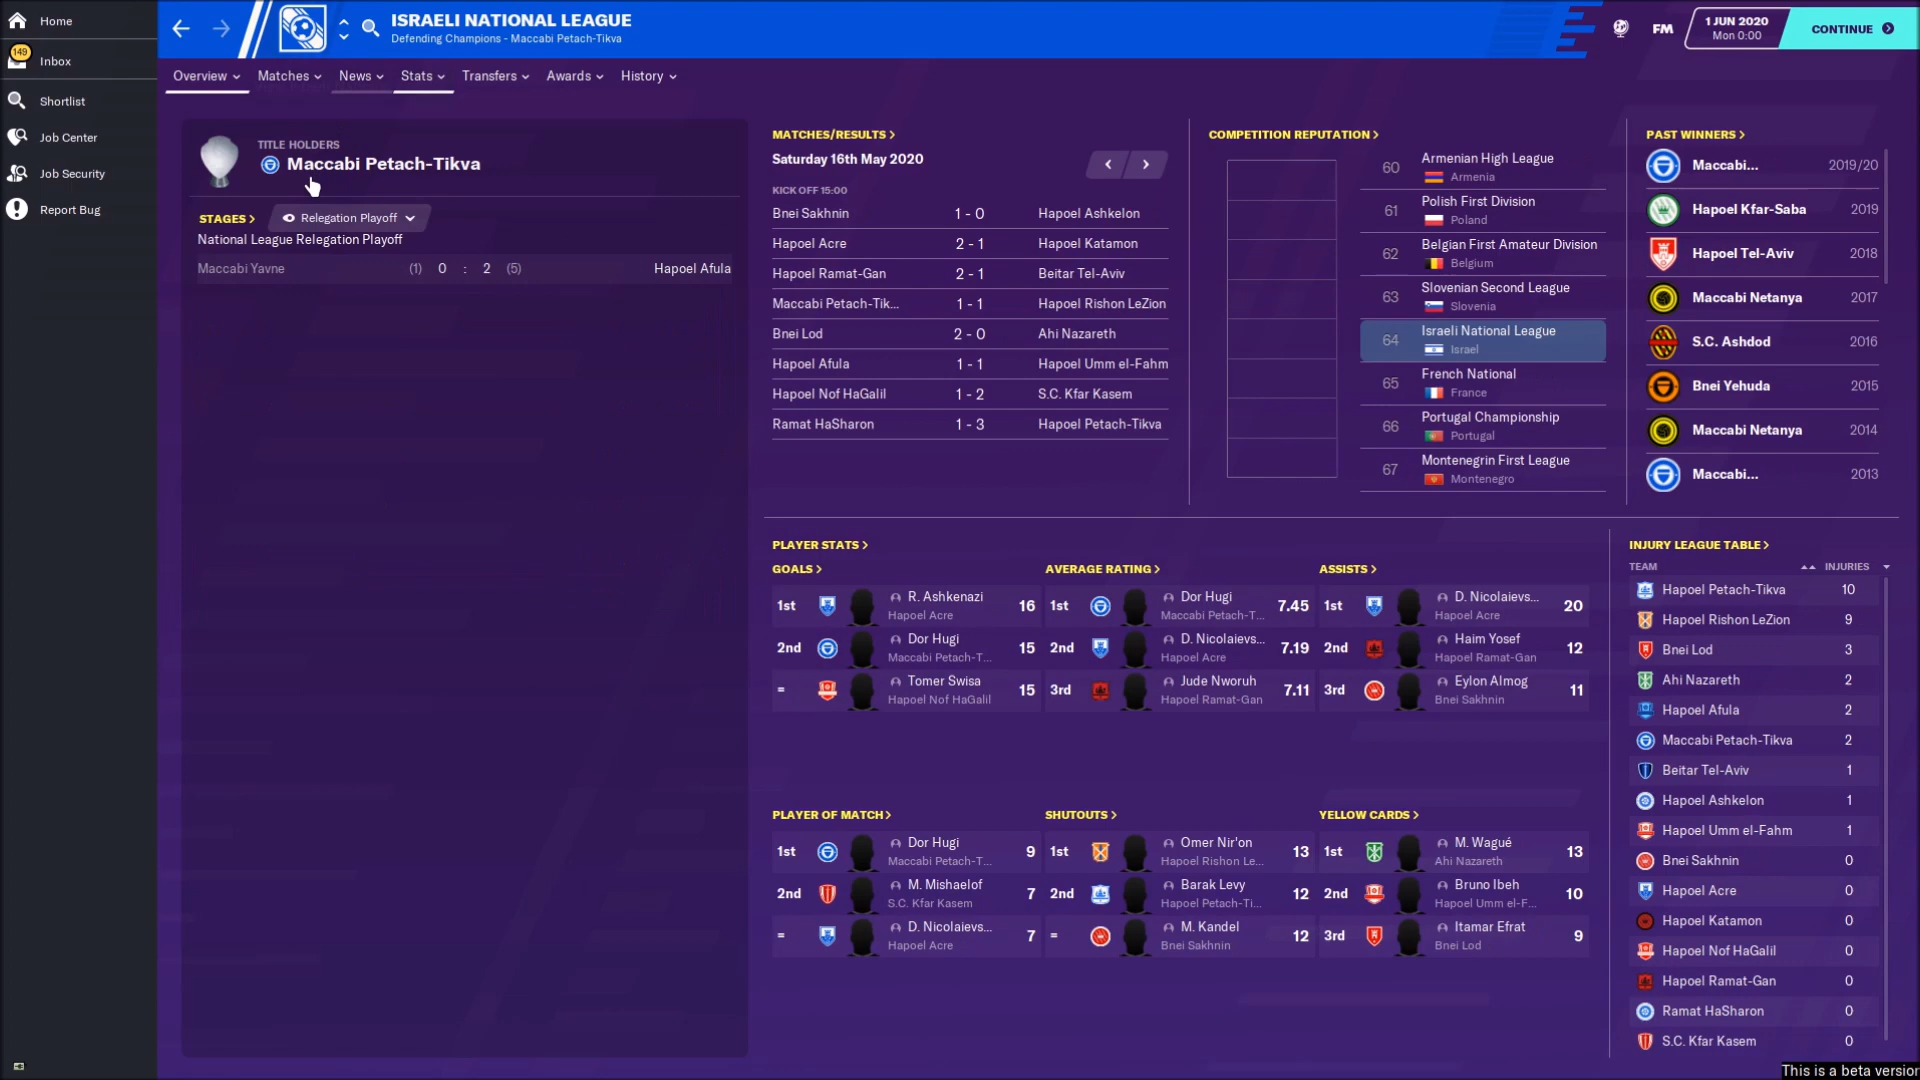 Home
149
Inbox
Shortlist
Job Center
Job Security
Report Bug
ISRAELI NATIONAL LEAGUE
Defending Champions - Maccabi Petach-Tikva
FM
1 JUN 2020
Mon 0:00
CONTINUE
Overview Matches News Stats Transfers Awards History
TITLE HOLDERS
Maccabi Petach-Tikva
STAGES > Relegation Playoff
National League Relegation Playoff
Maccabi Yavne (1) 0 : 2 (5) Hapoel Afula
MATCHES/RESULTS >
Saturday 16th May 2020
KICK OFF 15:00
Bnei Sakhnin 1 - 0 Hapoel Ashkelon
Hapoel Acre 2 - 1 Hapoel Katamon
Hapoel Ramat-Gan 2 - 1 Beitar Tel-Aviv
Maccabi Petach-Tik... 1 - 1 Hapoel Rishon LeZion
Bnei Lod 2 - 0 Ahi Nazareth
Hapoel Afula 1 - 1 Hapoel Umm el-Fahm
Hapoel Nof HaGalil 1 - 2 S.C. Kfar Kasem
Ramat HaSharon 1 - 3 Hapoel Petach-Tikva
COMPETITION REPUTATION >
60 Armenian High League
Armenia
61 Polish First Division
Poland
62 Belgian First Amateur Division
Belgium
63 Slovenian Second League
Slovenia
64 Israeli National League
Israel
65 French National
France
66 Portugal Championship
Portugal
67 Montenegrin First League
Montenegro
PAST WINNERS >
Maccabi... 2019/20
Hapoel Kfar-Saba 2019
Hapoel Tel-Aviv 2018
Maccabi Netanya 2017
S.C. Ashdod 2016
Bnei Yehuda 2015
Maccabi Netanya 2014
Maccabi... 2013
PLAYER STATS >
GOALS >
1st R. Ashkenazi 16
Hapoel Acre
2nd Dor Hugi 15
Maccabi Petach-T...
= Tomer Swisa 15
Hapoel Nof HaGalil
AVERAGE RATING >
1st Dor Hugi 7.45
Maccabi Petach-T...
2nd D. Nicolaievs... 7.19
Hapoel Acre
3rd Jude Nworuh 7.11
Hapoel Ramat-Gan
ASSISTS >
1st D. Nicolaievs... 20
Hapoel Acre
2nd Haim Yosef 12
Hapoel Ramat-Gan
3rd Eylon Almog 11
Bnei Sakhnin
PLAYER OF MATCH >
1st Dor Hugi 9
Maccabi Petach-T...
2nd M. Mishaelof 7
S.C. Kfar Kasem
= D. Nicolaievs... 7
Hapoel Acre
SHUTOUTS >
1st Omer Nir'on 13
Hapoel Rishon Le...
2nd Barak Levy 12
Hapoel Petach-Ti...
= M. Kandel 12
Bnei Sakhnin
YELLOW CARDS >
1st M. Wagué 13
Ahi Nazareth
2nd Bruno Ibeh 10
Hapoel Umm el-F...
3rd Itamar Efrat 9
Bnei Lod
INJURY LEAGUE TABLE >
TEAM INJURIES
Hapoel Petach-Tikva 10
Hapoel Rishon LeZion 9
Bnei Lod 3
Ahi Nazareth 2
Hapoel Afula 2
Maccabi Petach-Tikva 2
Beitar Tel-Aviv 1
Hapoel Ashkelon 1
Hapoel Umm el-Fahm 1
Bnei Sakhnin 0
Hapoel Acre 0
Hapoel Katamon 0
Hapoel Nof HaGalil 0
Hapoel Ramat-Gan 0
Ramat HaSharon 0
S.C. Kfar Kasem 0
This is a beta version